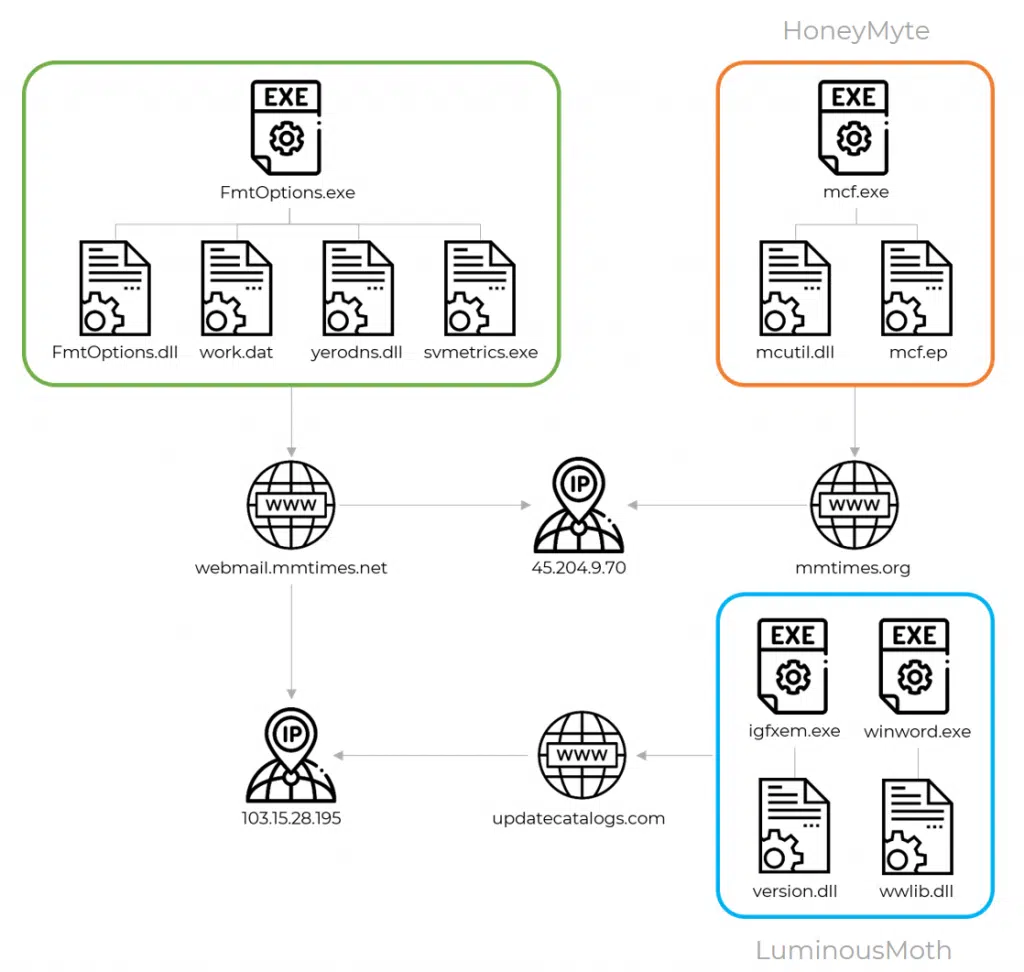 HoneyMyte
EXE
FmtOptions.exe
FmtOptions.dll
work.dat
yerodns.dll
svmetrics.exe
EXE
mcf.exe
mcutil.dll
mcf.ep
www
webmail.mmtimes.net
IP
45.204.9.70
www
mmtimes.org
EXE
igfxem.exe
EXE
winword.exe
IP
103.15.28.195
www
updatecatalogs.com
version.dll
wwlib.dll
LuminousMoth